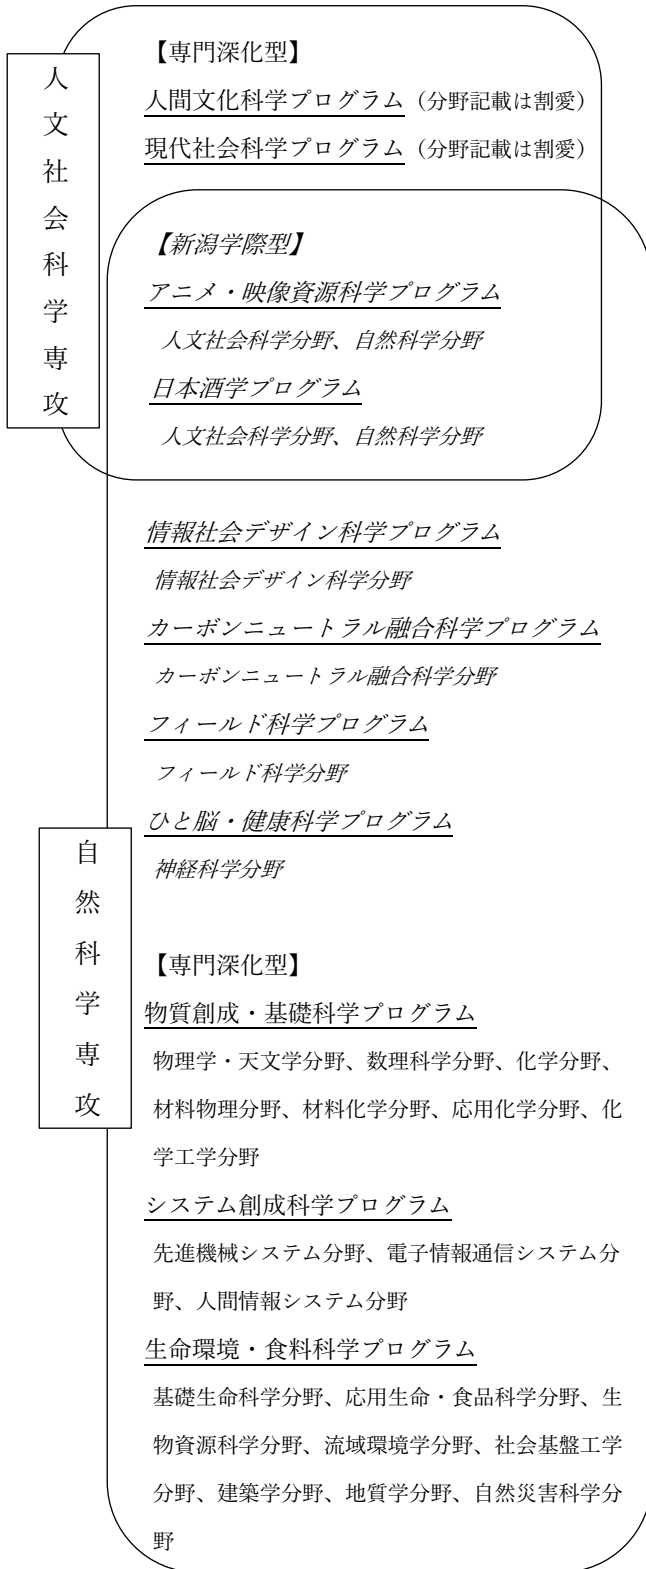 人文社会科学専攻
【専門深化型】
人間文化科学プログラム（分野記載は割愛）
現代社会科学プログラム（分野記載は割愛）
【新潟学際型】
アニメ・映像資源科学プログラム
人文社会科学分野、自然科学分野
日本酒学プログラム
人文社会科学分野、自然科学分野
情報社会デザイン科学プログラム
情報社会デザイン科学分野
カーボンニュートラル融合科学プログラム
カーボンニュートラル融合科学分野
フィールド科学プログラム
フィールド科学分野
ひと脳・健康科学プログラム
神経科学分野
自然科学専攻
【専門深化型】
物質創成・基礎科学プログラム
物理学・天文学分野、数理科学分野、化学分野、
材料物理分野、材料化学分野、応用化学分野、化
学工学分野
システム創成科学プログラム
先進機械システム分野、電子情報通信システム分
野、人間情報システム分野
生命環境・食料科学プログラム
基礎生命科学分野、応用生命・食品科学分野、生
物資源科学分野、流域環境学分野、社会基盤工学
分野、建築学分野、地質学分野、自然災害科学分
野